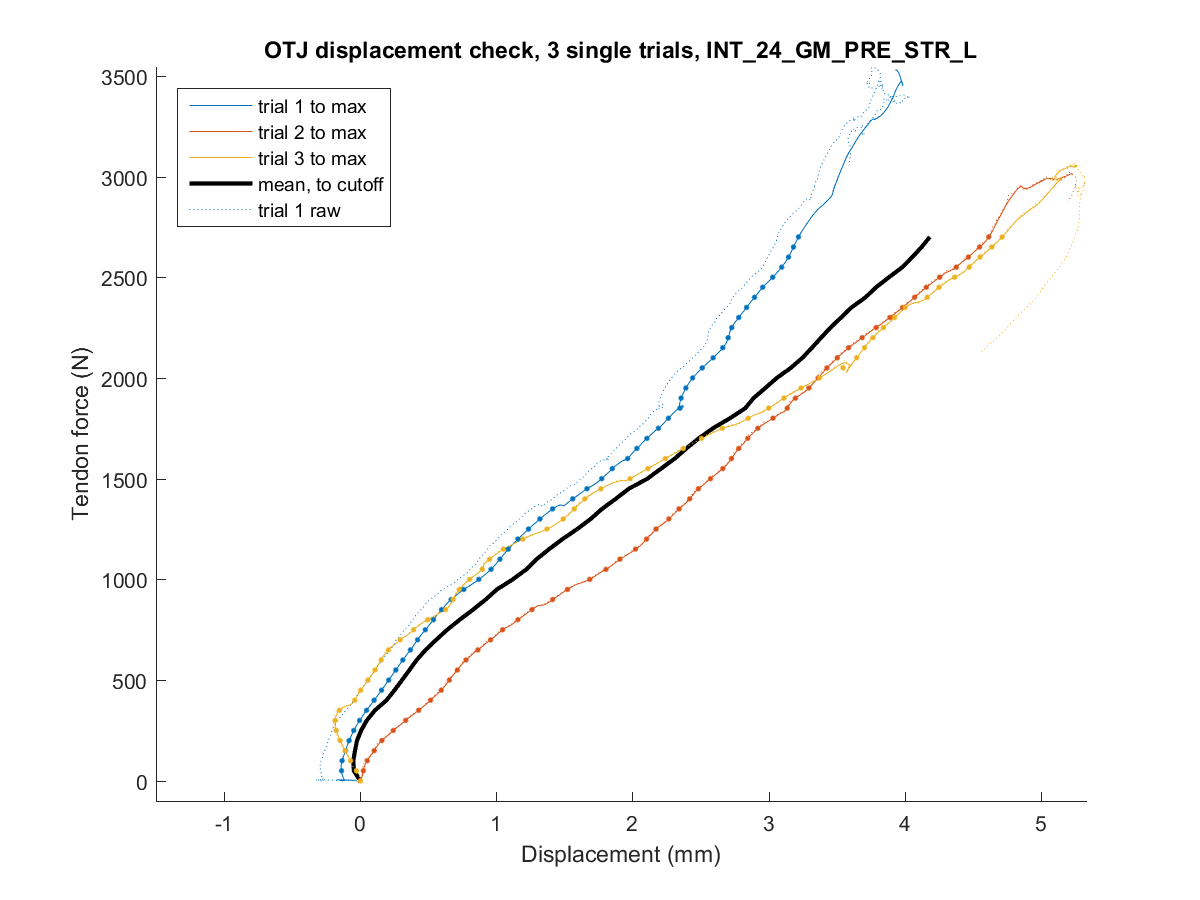 OTJ displacement check, 3 single trials, INT_24_GM_PRE_STR_L
3500
3000
2500
2000
1500
1000
500
0
Tendon force (N)
trial 1 to max
trial 2 to max
trial 3 to max
mean, to cutoff
trial 1 raw
-1 0 1 2 3 4 5
Displacement (mm)